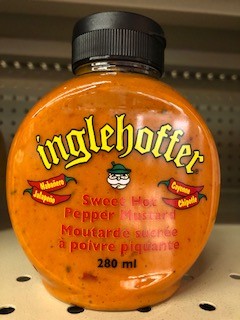 inglehoffer
Habanero
Jalapeño
Cayenne
Chipotle
Sweet Hot
Pepper Mustard
Moutarde sucrée
à poivre piquante
280 ml